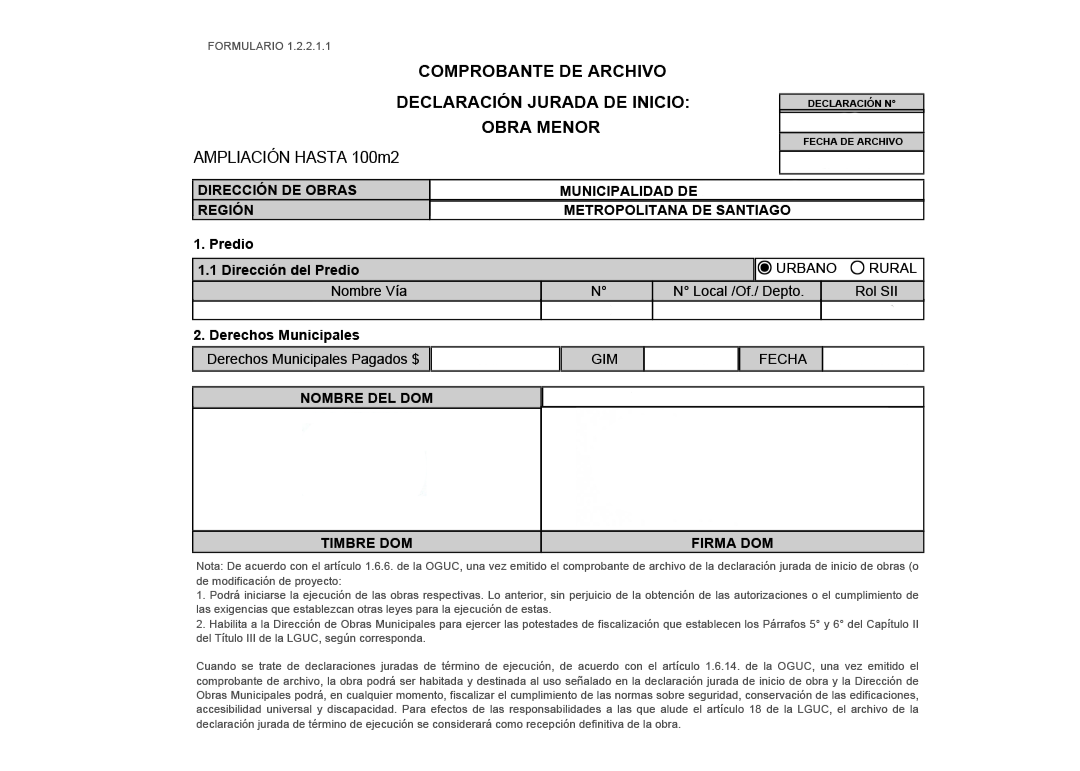 FORMULARIO 1.2.2.1.1
COMPROBANTE DE ARCHIVO
DECLARACIÓN JURADA DE INICIO:
OBRA MENOR
DECLARACIÓN N°
FECHA DE ARCHIVO
AMPLIACIÓN HASTA 100m2
DIRECCIÓN DE OBRAS MUNICIPALIDAD DE
REGIÓN METROPOLITANA DE SANTIAGO
1. Predio
1.1 Dirección del Predio URBANO RURAL
Nombre Vía N° N° Local /Of./ Depto. Rol SII
2. Derechos Municipales
Derechos Municipales Pagados $ GIM FECHA
NOMBRE DEL DOM
TIMBRE DOM FIRMA DOM
Nota: De acuerdo con el artículo 1.6.6. de la OGUC, una vez emitido el comprobante de archivo de la declaración jurada de inicio de obras (o
de modificación de proyecto:
1. Podrá iniciarse la ejecución de las obras respectivas. Lo anterior, sin perjuicio de la obtención de las autorizaciones o el cumplimiento de
las exigencias que establezcan otras leyes para la ejecución de estas.
2. Habilita a la Dirección de Obras Municipales para ejercer las potestades de fiscalización que establecen los Párrafos 5° y 6° del Capítulo II
del Título III de la LGUC, según corresponda.
Cuando se trate de declaraciones juradas de término de ejecución, de acuerdo con el artículo 1.6.14. de la OGUC, una vez emitido el
comprobante de archivo, la obra podrá ser habitada y destinada al uso señalado en la declaración jurada de inicio de obra y la Dirección de
Obras Municipales podrá, en cualquier momento, fiscalizar el cumplimiento de las normas sobre seguridad, conservación de las edificaciones,
accesibilidad universal y discapacidad. Para efectos de las responsabilidades a las que alude el artículo 18 de la LGUC, el archivo de la
declaración jurada de término de ejecución se considerará como recepción definitiva de la obra.